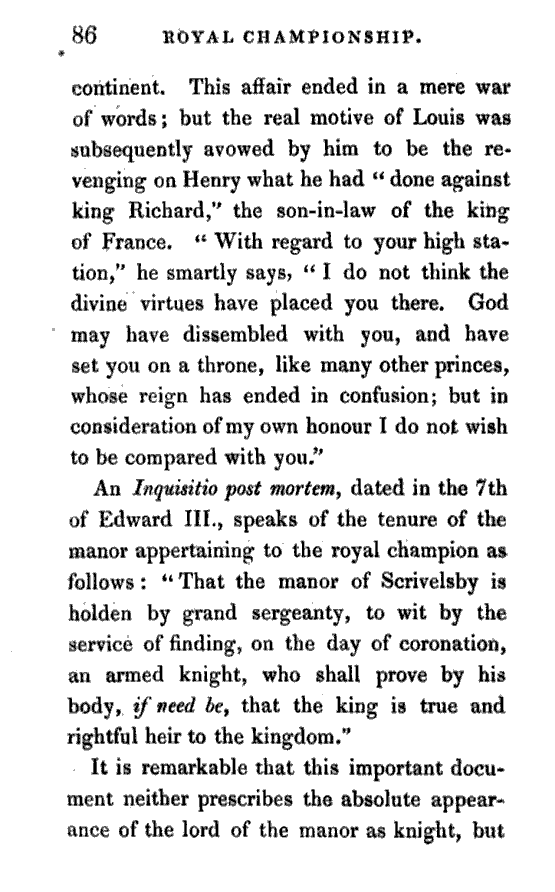 86 ROYAL CHAMPIONSHIP.
continent. This affair ended in a mere war
of words; but the real motive of Louis was
subsequently avowed by him to be the re-
venging on Henry what he had “ done against
king Richard,” the son-in-law of the king
of France. “ With regard to your high sta-
tion,” he smartly says, “ I do not think the
divine virtues have placed you there. God
may have dissembled with you, and have
set you on a throne, like many other princes,
whose reign has ended in confusion; but in
consideration of my own honour I do not wish
to be compared with you.”
An Inquisitio post mortem, dated in the 7th
of Edward III., speaks of the tenure of the
manor appertaining to the royal champion as
follows : “ That the manor of Scrivelsby is
holden by grand sergeanty, to wit by the
service of finding, on the day of coronation,
an armed knight, who shall prove by his
body, if need be, that the king is true and
rightful heir to the kingdom.”
It is remarkable that this important docu-
ment neither prescribes the absolute appear-
ance of the lord of the manor as knight, but